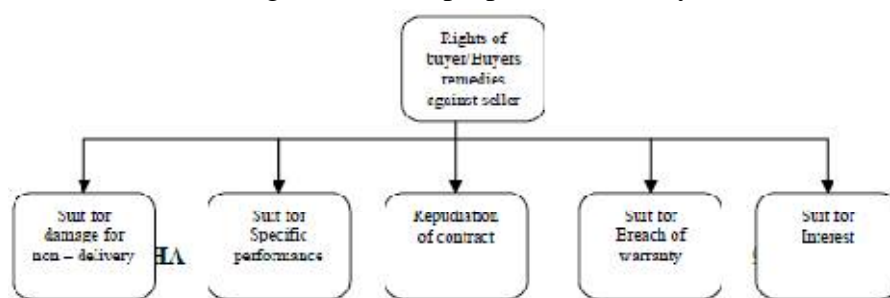 Rights of
buyer/Buyers
remedies
against seller
Suit for
damage for
non – delivery
Suit for
Specific
performance
Repudiation
of contract
Suit for
Breach of
warranty
Suit for
Interest